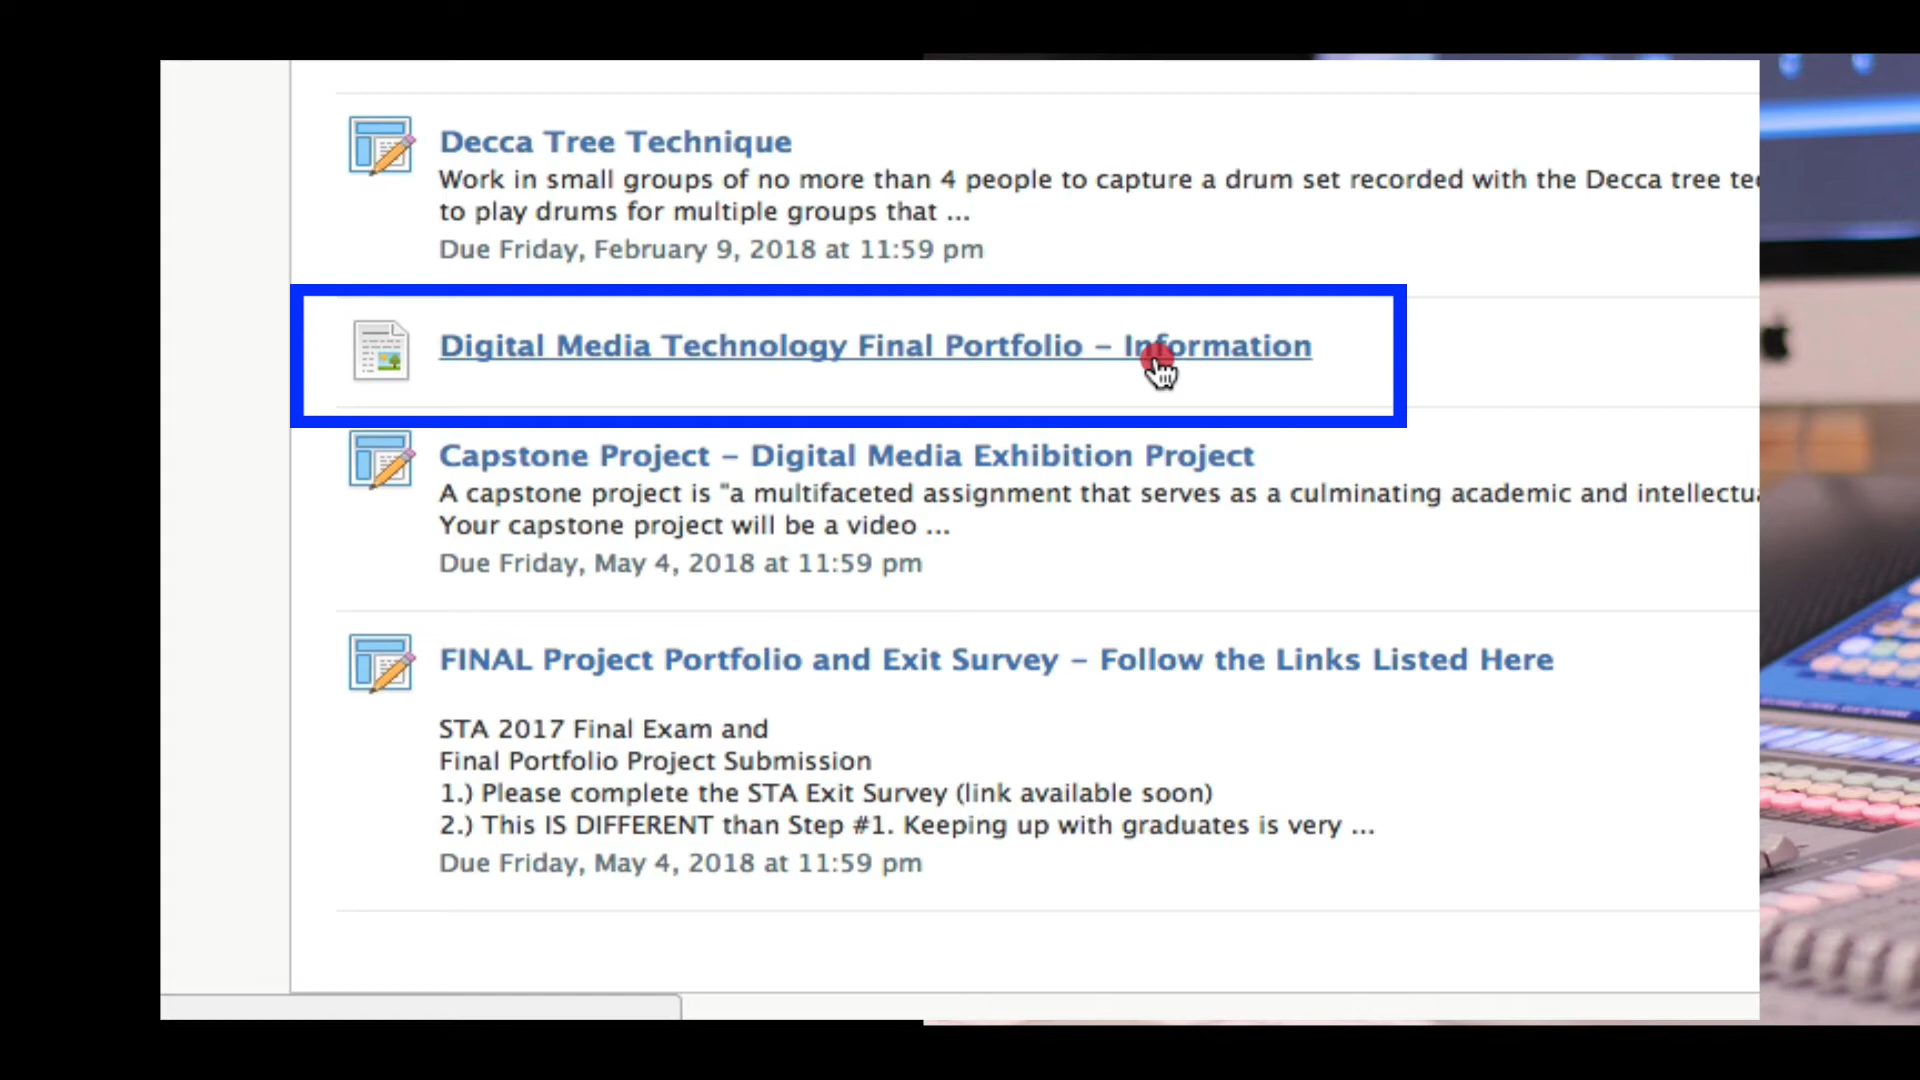 Decca Tree Technique
Work in small groups of no more than 4 people to capture a drum set recorded with the Decca tree
to play drums for multiple groups that ...
Due Friday, February 9, 2018 at 11:59 pm
Digital Media Technology Final Portfolio – Information
Capstone Project – Digital Media Exhibition Project
A capstone project is "a multifaceted assignment that serves as a culminating academic and
Your capstone project will be a video ...
Due Friday, May 4, 2018 at 11:59 pm
FINAL Project Portfolio and Exit Survey – Follow the Links Listed Here
STA 2017 Final Exam and
Final Portfolio Project Submission
1.) Please complete the STA Exit Survey (link available soon)
2.) This IS DIFFERENT than Step #1. Keeping up with graduates is very ...
Due Friday, May 4, 2018 at 11:59 pm